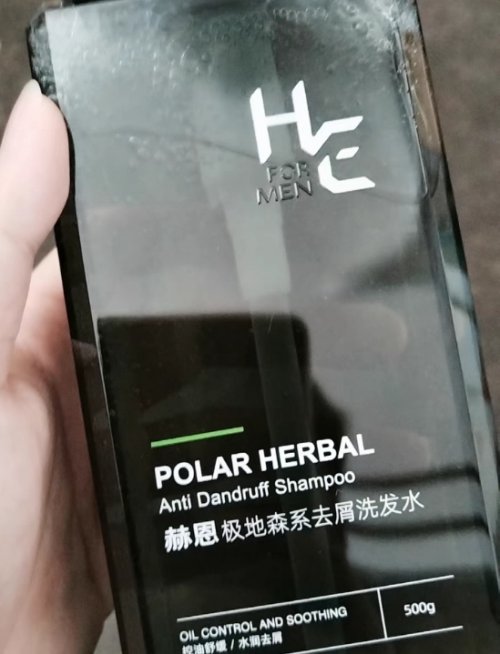 HE
FOR
MEN
POLAR HERBAL
Anti Dandruff Shampoo
赫恩极地森系去屑洗发水
OIL CONTROL AND SOOTHING
控油舒缓 / 水润去屑
500g